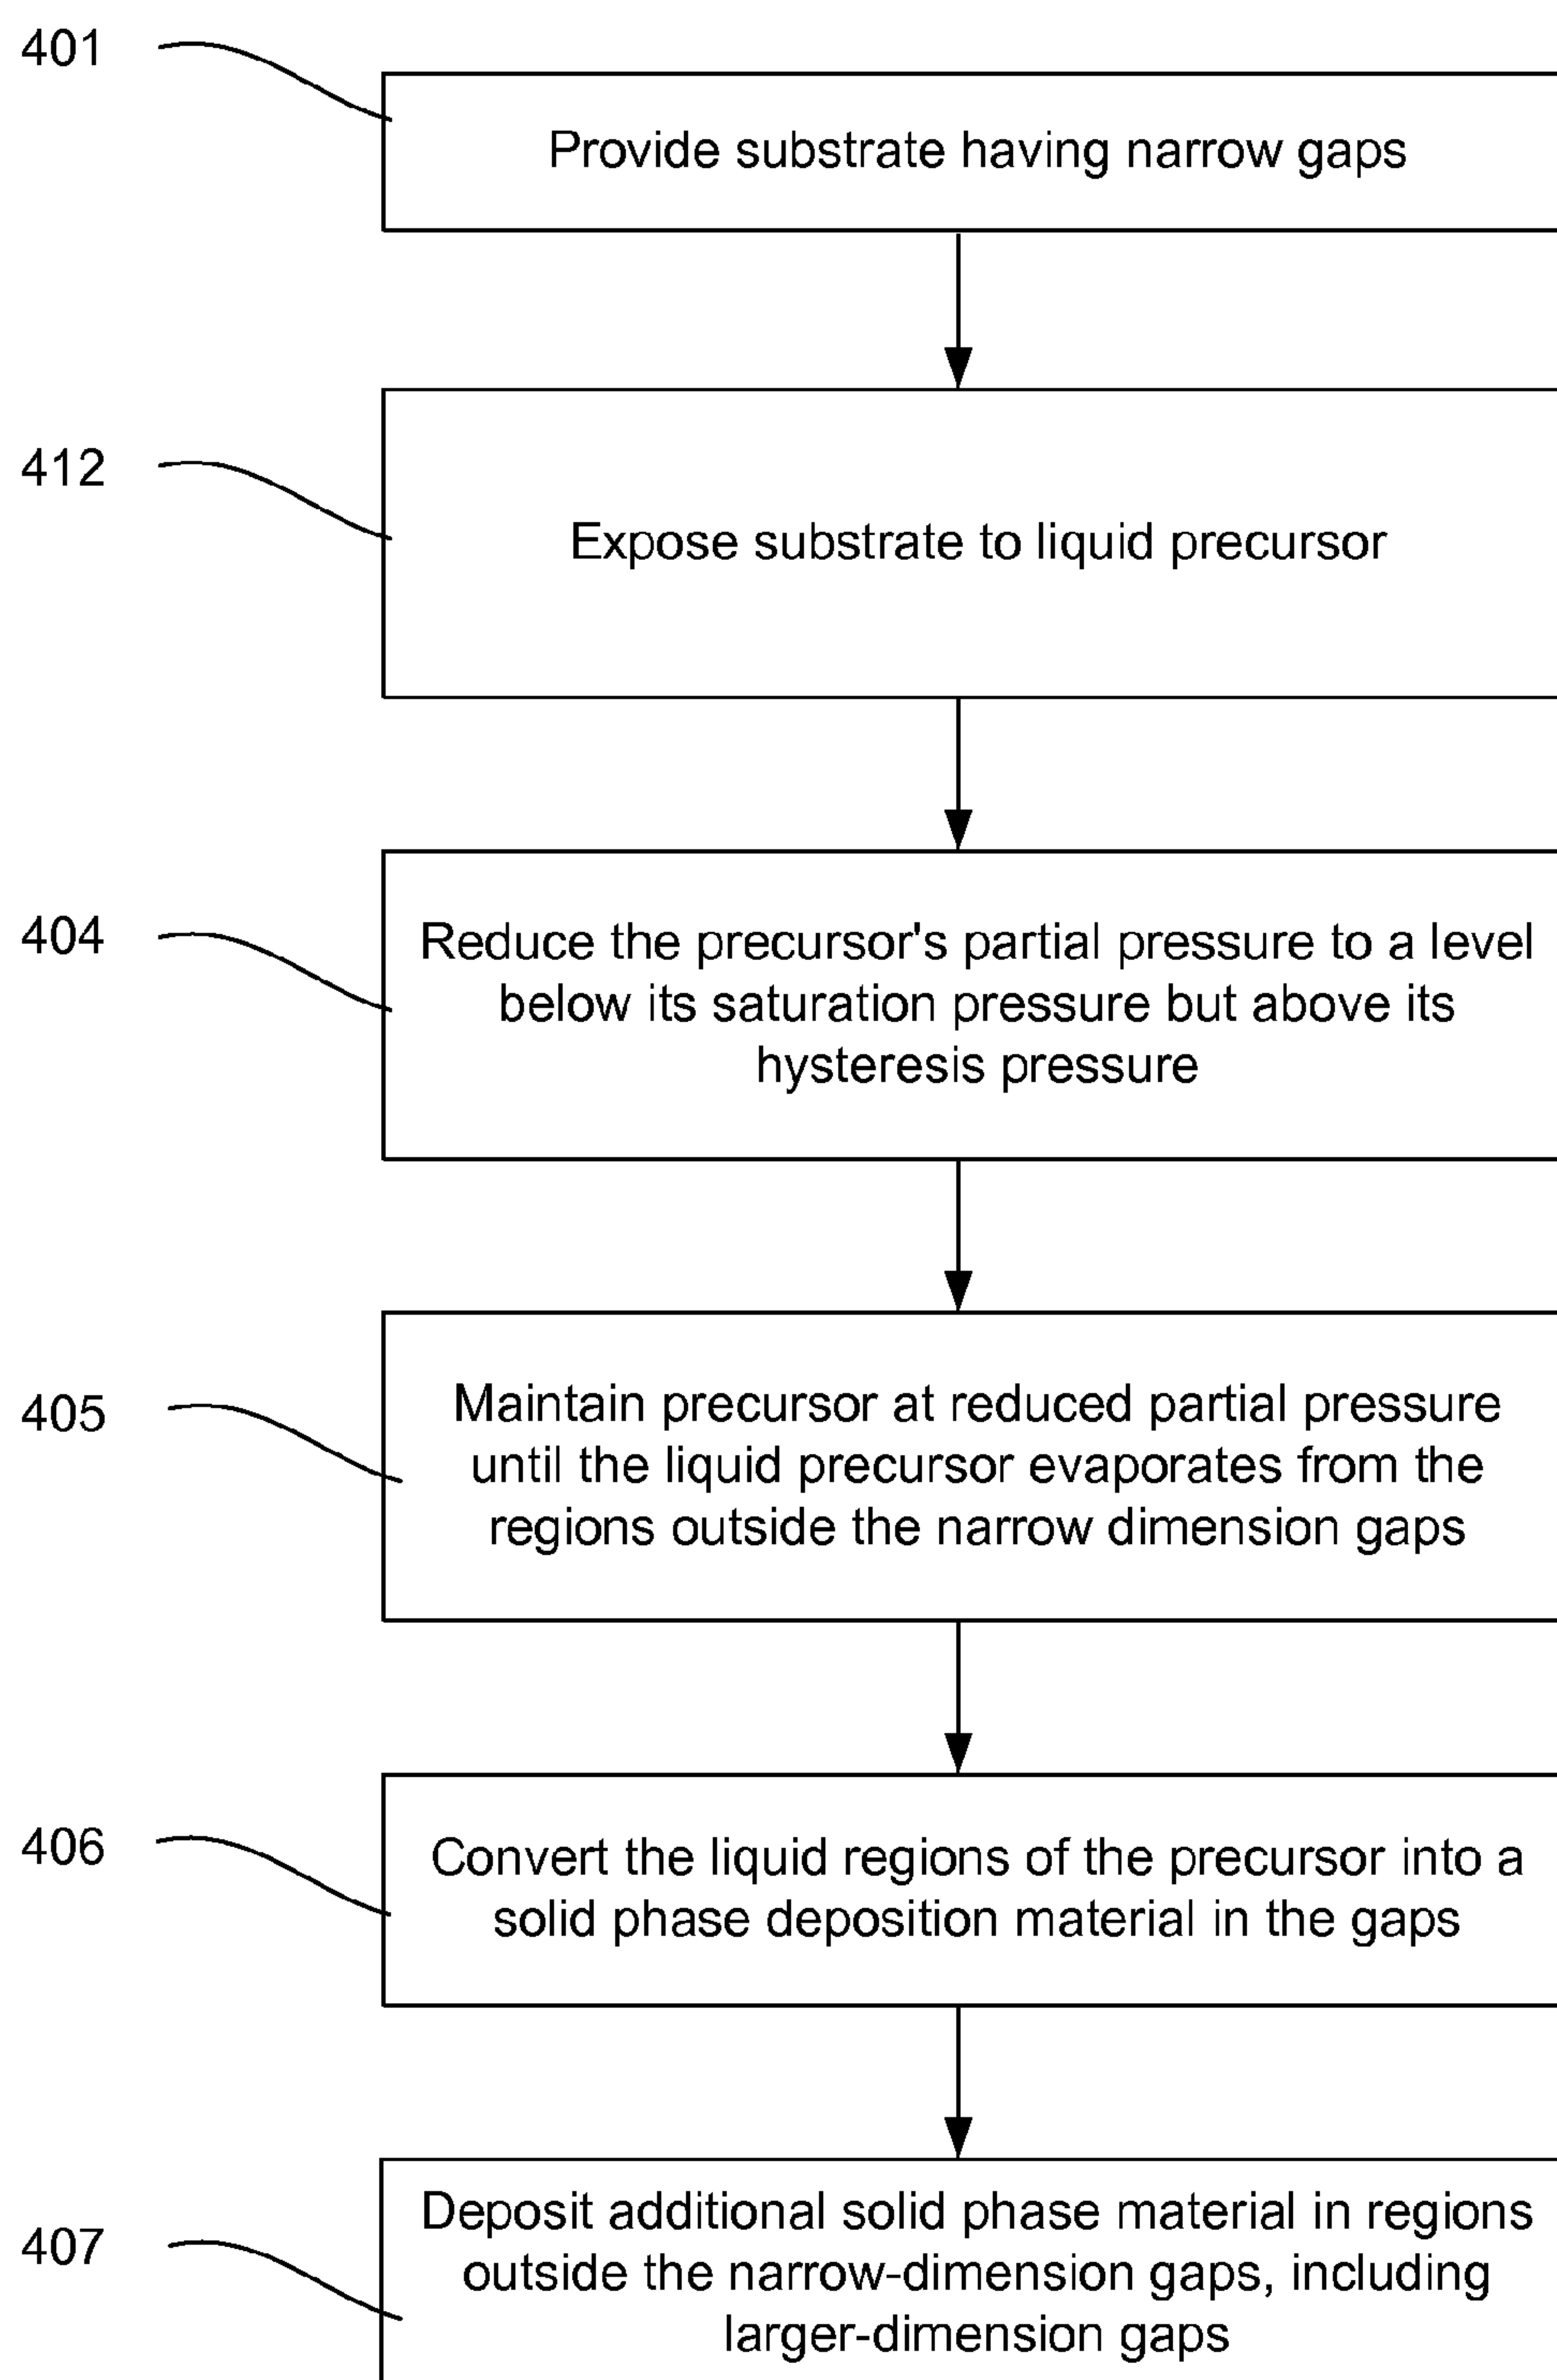 401
Provide substrate having narrow gaps
412
Expose substrate to liquid precursor
404
Reduce the precursor's partial pressure to a level
below its saturation pressure but above its
hysteresis pressure
405
Maintain precursor at reduced partial pressure
until the liquid precursor evaporates from the
regions outside the narrow dimension gaps
406
Convert the liquid regions of the precursor into a
solid phase deposition material in the gaps
407
Deposit additional solid phase material in regions
outside the narrow-dimension gaps, including
larger-dimension gaps